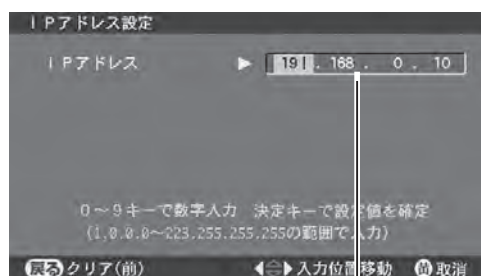 IPアドレス設定
IPアドレス ▶ 191. 168. 0. 10
0~9キーで数字入力 決定キーで設定値を確定
(1.0.0.0~223.255.255.255の範囲で入力)
戻る クリア(前) 入力位置移動 黄 取消